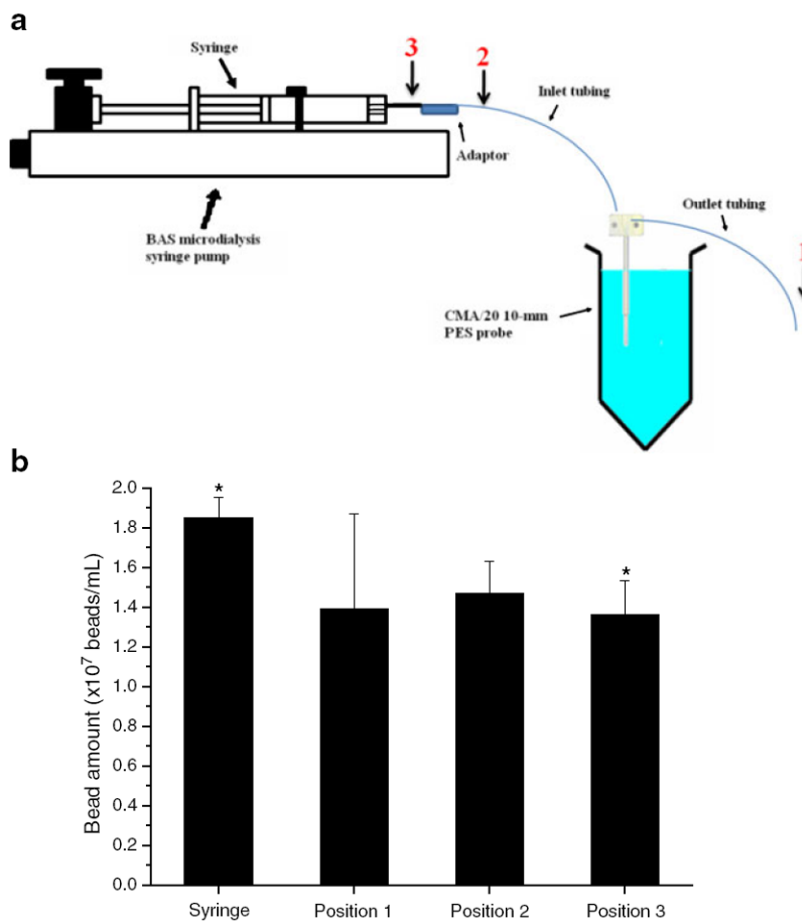 a
Syringe
3
2
Inlet tubing
Adaptor
Outlet tubing
BAS microdialysis
syringe pump
CMA/20 10-mm
PES probe
b
Bead amount (x10⁷ beads/mL)
2.0
1.8
1.6
1.4
1.2
1.0
0.8
0.6
0.4
0.2
0.0
*
*
Syringe
Position 1
Position 2
Position 3